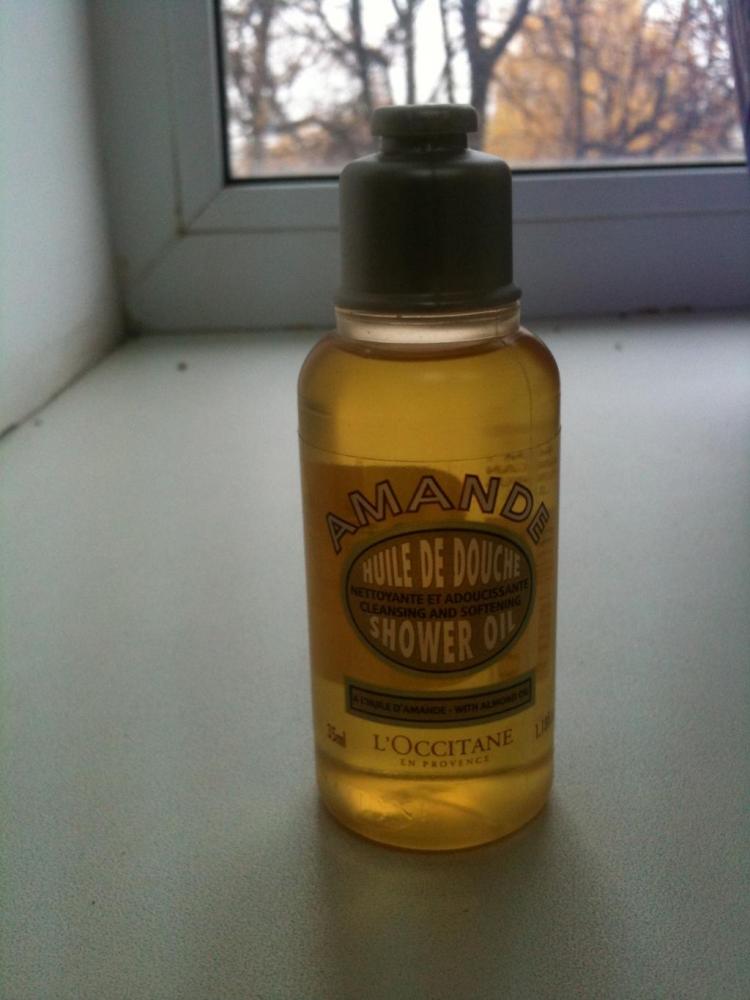 AMANDE
HUILE DE DOUCHE
NETTOYANTE ET ADOUCISSANTE
CLEANSING AND SOFTENING
SHOWER OIL
A L'HUILE D'AMANDE - WITH ALMOND OIL
35ml
L'OCCITANE
EN PROVENCE